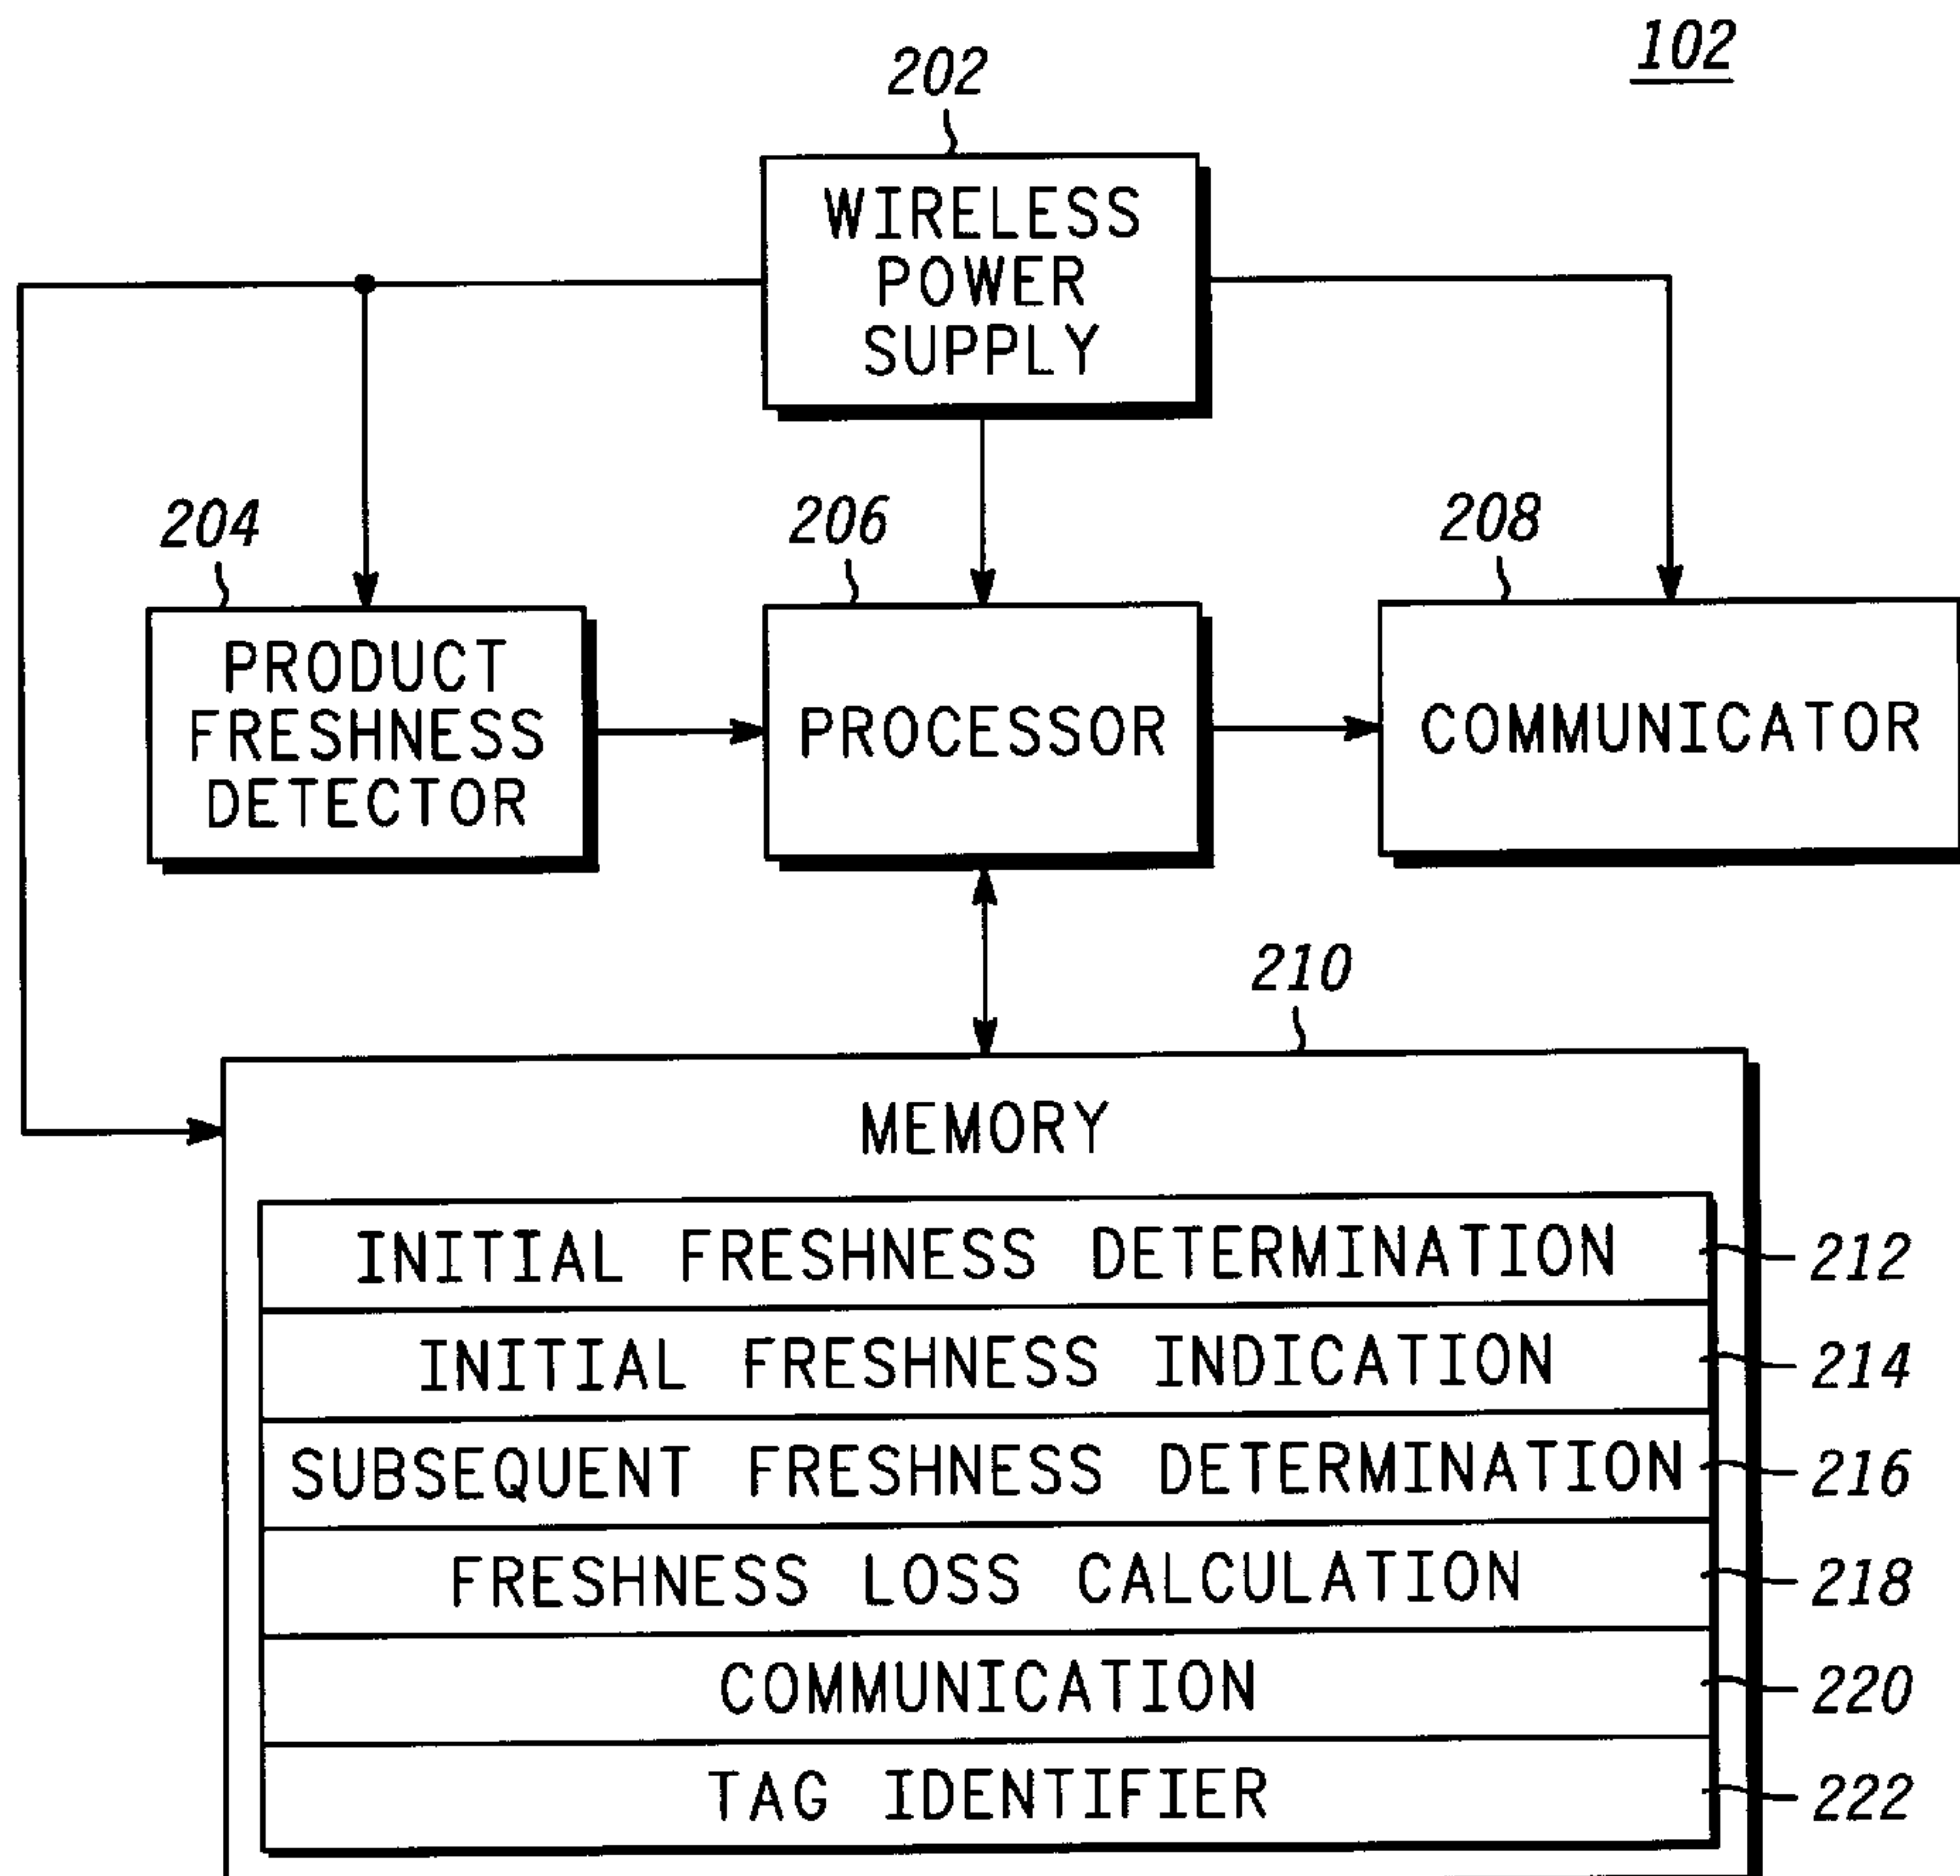 102
202
WIRELESS
POWER
SUPPLY
204
206
208
PRODUCT
FRESHNESS
DETECTOR
PROCESSOR
COMMUNICATOR
210
MEMORY
INITIAL FRESHNESS DETERMINATION 212
INITIAL FRESHNESS INDICATION 214
SUBSEQUENT FRESHNESS DETERMINATION 216
FRESHNESS LOSS CALCULATION 218
COMMUNICATION 220
TAG IDENTIFIER 222